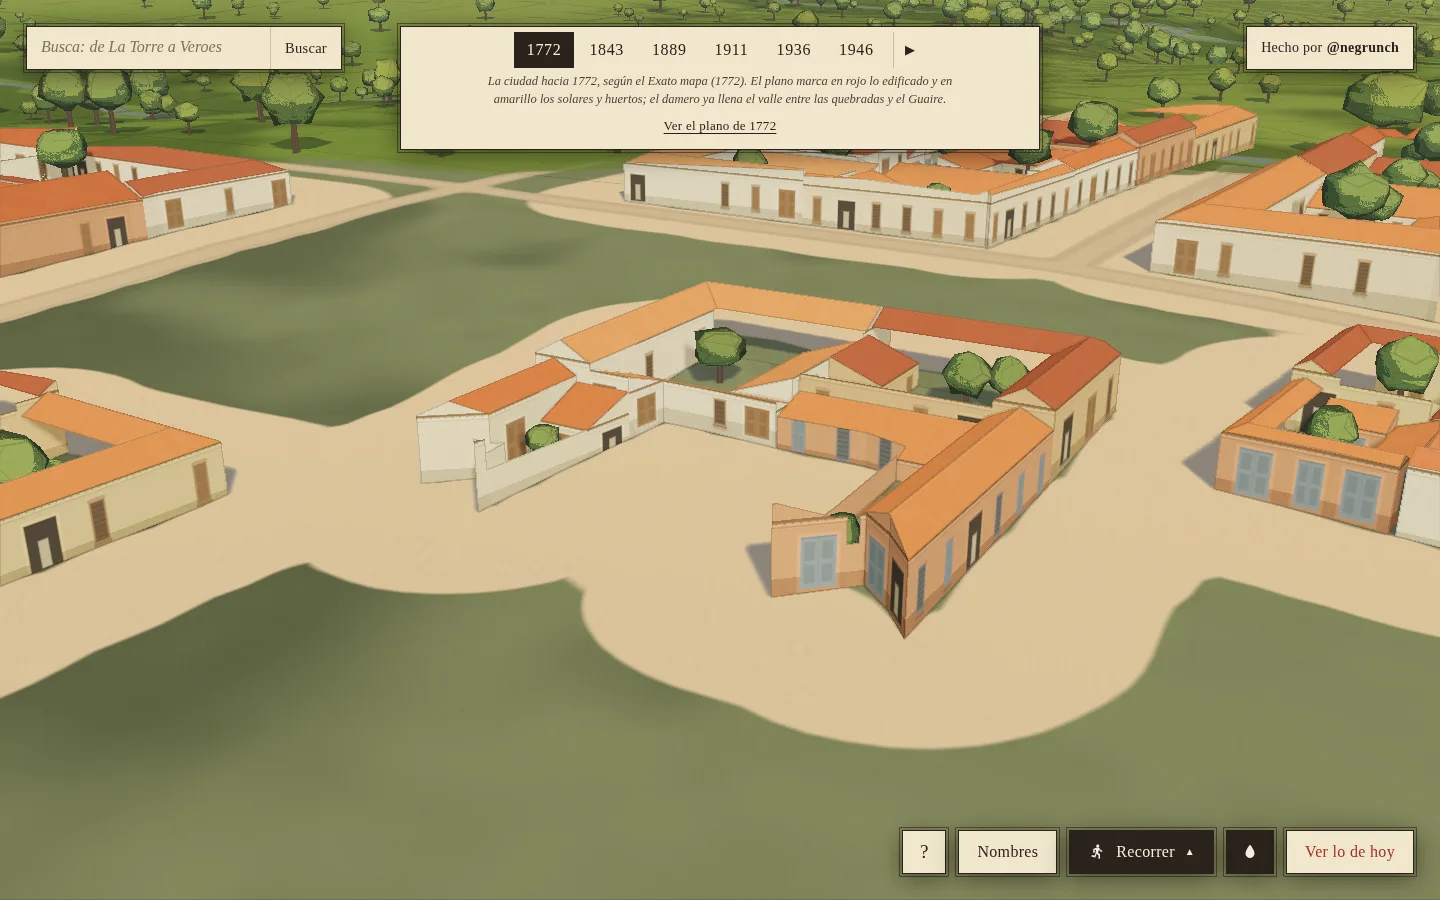 Busca: de La Torre a Veroes
Buscar
1772 1843 1889 1911 1936 1946 ▶
La ciudad hacia 1772, según el Exato mapa (1772). El plano marca en rojo lo edificado y en
amarillo los solares y huertos; el damero ya llena el valle entre las quebradas y el Guaire.
Ver el plano de 1772
Hecho por @negrunch
?
Nombres
Recorrer ▲
Ver lo de hoy